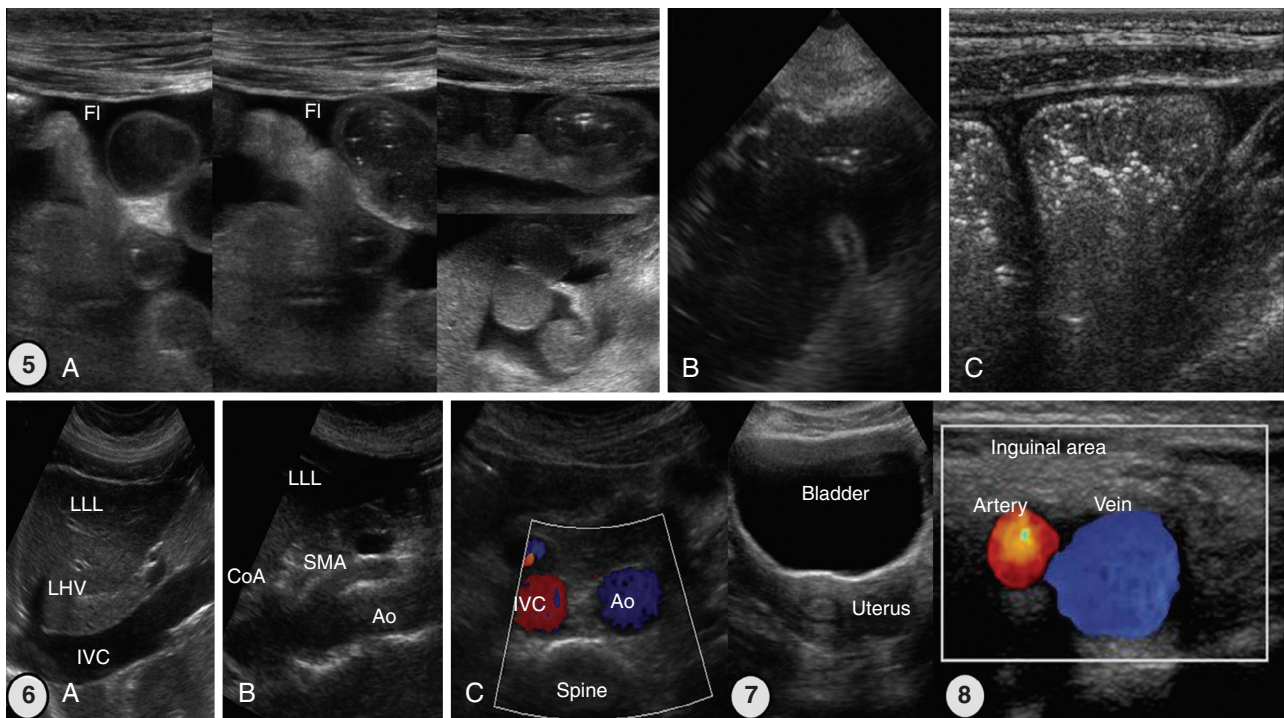 Fl
Fl
5
A
B
C
LLL
LHV
IVC
6
A
LLL
SMA
CoA
Ao
B
IVC
Ao
Spine
C
Bladder
Uterus
7
Inguinal area
Artery
Vein
8